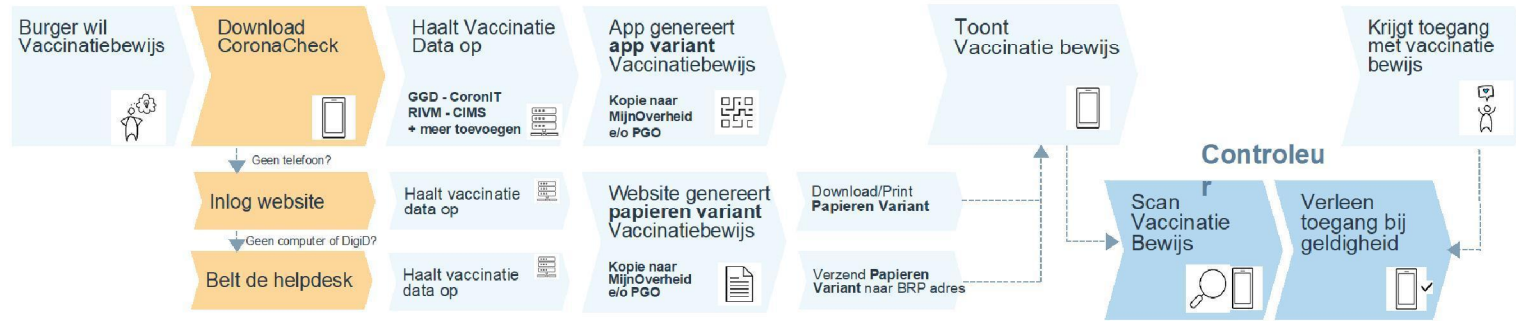 Burger wil
Vaccinatiebewijs
Download
CoronaCheck
Haalt Vaccinatie
Data op
GGD - CoronIT
RIVM - CIMS
+ meer toevoegen
App genereert
app variant
Vaccinatiebewijs
Kopie naar
MijnOverheid
e/o PGO
Toont
Vaccinatie bewijs
Krijgt toegang
met vaccinatie
bewijs
Geen telefoon?
Inlog website
Haalt vaccinatie
data op
Website genereert
papieren variant
Vaccinatiebewijs
Kopie naar
MijnOverheid
e/o PGO
Download/Print
Papieren Variant
Geen computer of DigiD?
Belt de helpdesk
Haalt vaccinatie
data op
Verzend Papieren
Variant naar BRP adres
Controleu
r
Scan
Vaccinatie
Bewijs
Verleen
toegang bij
geldigheid